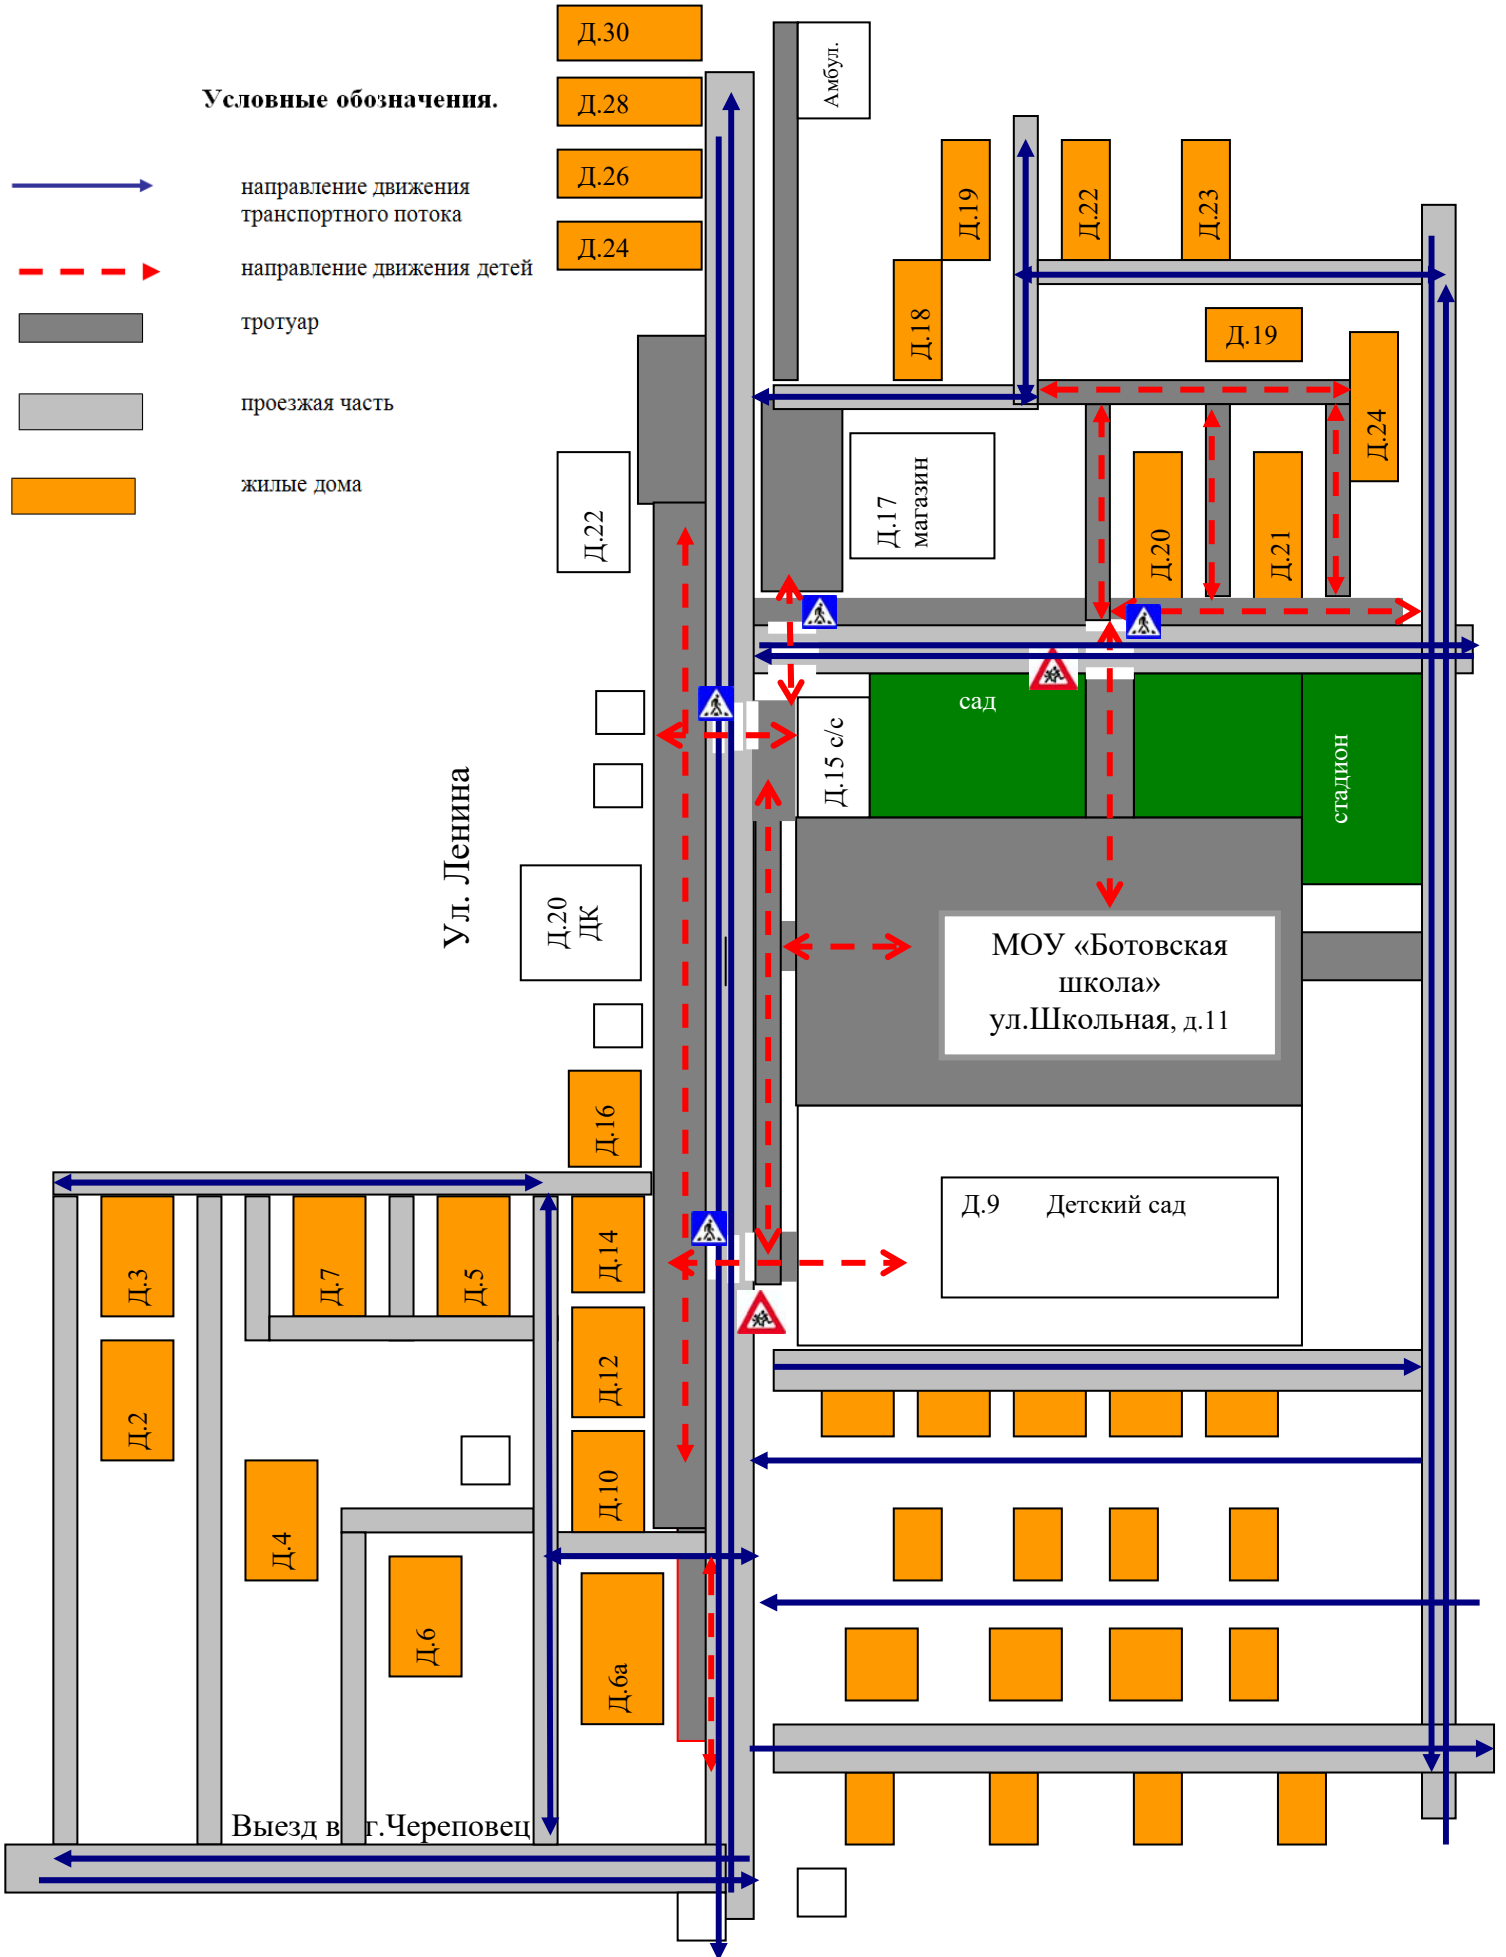 Условные обозначения.
направление движения
транспортного потока
направление движения детей
тротуар
проезжая часть
жилые дома
Д.30
Д.28
Д.26
Д.24
Амбул.
Д.19
Д.22
Д.23
Д.18
Д.19
Д.24
Д.22
Д.17
магазин
Д.20
Д.21
сад
Д.15 с/с
стадион
Ул. Ленина
Д.20
ДК
МОУ «Ботовская
школа»
ул.Школьная, д.11
Д.16
Д.9 Детский сад
Д.3
Д.7
Д.5
Д.14
Д.2
Д.12
Д.4
Д.10
Д.6
Д.6а
Выезд в г.Череповец